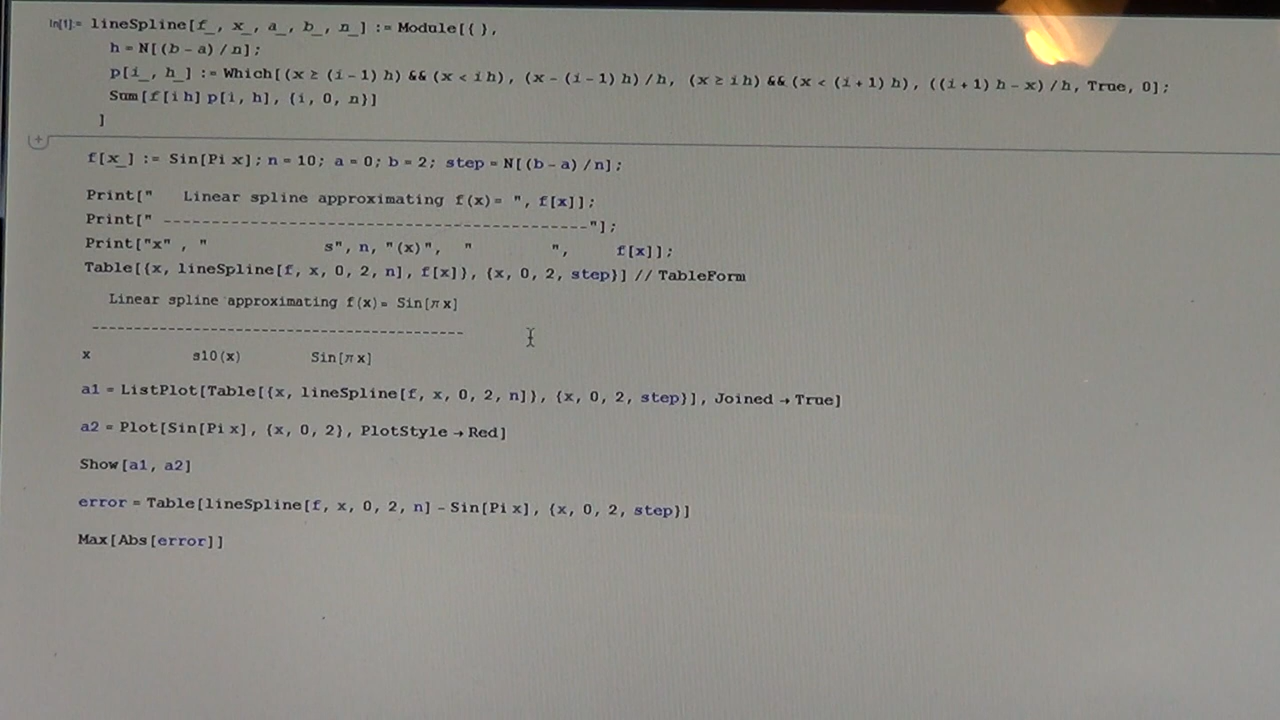 In[1]:= lineSpline[f_, x_, a_, b_, n_] := Module[{ },
h = N[(b - a) / n];
p[i_, h_] := Which[(x ≥ (i - 1) h) && (x < i h), (x - (i - 1) h) / h, (x ≥ i h) && (x < (i + 1) h), ((i + 1) h - x) / h, True, 0];
Sum[f[i h] p[i, h], {i, 0, n}]
]
f[x_] := Sin[Pi x]; n = 10; a = 0; b = 2; step = N[(b - a) / n];
Print["   Linear spline approximating f(x)= ", f[x]];
Print[" --------------------------------------------"];
Print["x" , "            s", n, "(x)",  "        ",     f[x]];
Table[{x, lineSpline[f, x, 0, 2, n], f[x]}, {x, 0, 2, step}] // TableForm
Linear spline approximating f(x)= Sin[π x]
--------------------------------------------
x            s10(x)        Sin[π x]
a1 = ListPlot[Table[{x, lineSpline[f, x, 0, 2, n]}, {x, 0, 2, step}], Joined → True]
a2 = Plot[Sin[Pi x], {x, 0, 2}, PlotStyle → Red]
Show[a1, a2]
error = Table[lineSpline[f, x, 0, 2, n] - Sin[Pi x], {x, 0, 2, step}]
Max[Abs[error]]